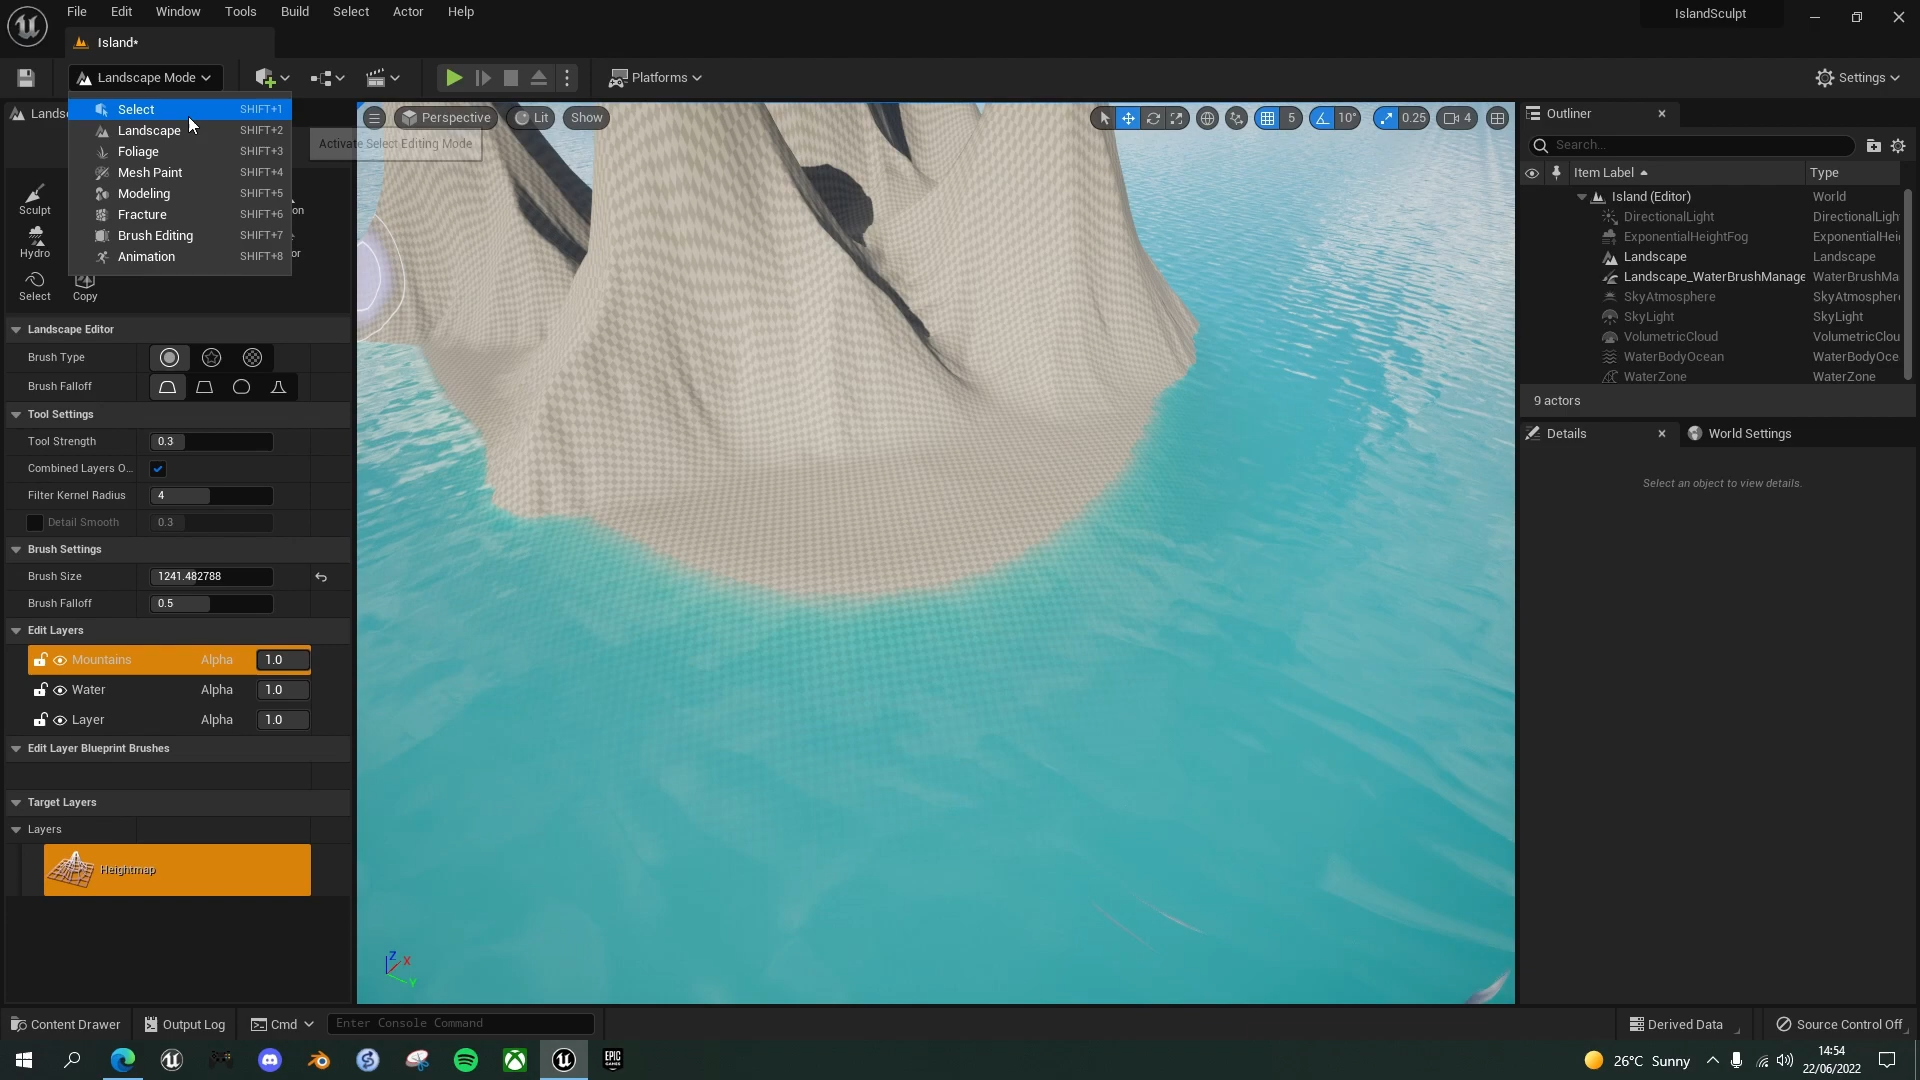 File Edit Window Tools Build Select Actor Help
IslandSculpt
Island*
Landscape Mode
Platforms
Settings
Select SHIFT+1
Landscape SHIFT+2
Foliage SHIFT+3
Mesh Paint SHIFT+4
Modeling SHIFT+5
Fracture SHIFT+6
Brush Editing SHIFT+7
Animation SHIFT+8
Activate Select Editing Mode
Lands
Sculpt
on
Hydro
or
Select Copy
Landscape Editor
Brush Type
Brush Falloff
Tool Settings
Tool Strength 0.3
Combined Layers O...
Filter Kernel Radius 4
Detail Smooth 0.3
Brush Settings
Brush Size 1241.482788
Brush Falloff 0.5
Edit Layers
Mountains Alpha 1.0
Water Alpha 1.0
Layer Alpha 1.0
Edit Layer Blueprint Brushes
Target Layers
Layers
Heightmap
Perspective Lit Show
5 10° 0.25 4
Z X
Y
Outliner
Search...
Item Label Type
Island (Editor) World
DirectionalLight DirectionalLigh
ExponentialHeightFog ExponentialHei
Landscape Landscape
Landscape_WaterBrushManage WaterBrushMa
SkyAtmosphere SkyAtmospher
SkyLight SkyLight
VolumetricCloud VolumetricClou
WaterBodyOcean WaterBodyOce
WaterZone WaterZone
9 actors
Details World Settings
Select an object to view details.
Content Drawer Output Log Cmd Enter Console Command
Derived Data Source Control Off
EPIC
GAMES
26°C Sunny
14:54
22/06/2022